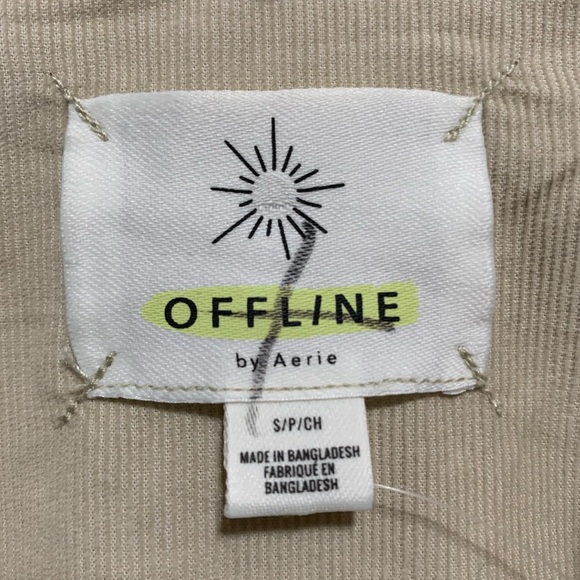 OFFLINE
by Aerie
S/P/CH
MADE IN BANGLADESH
FABRIQUÉ EN
BANGLADESH